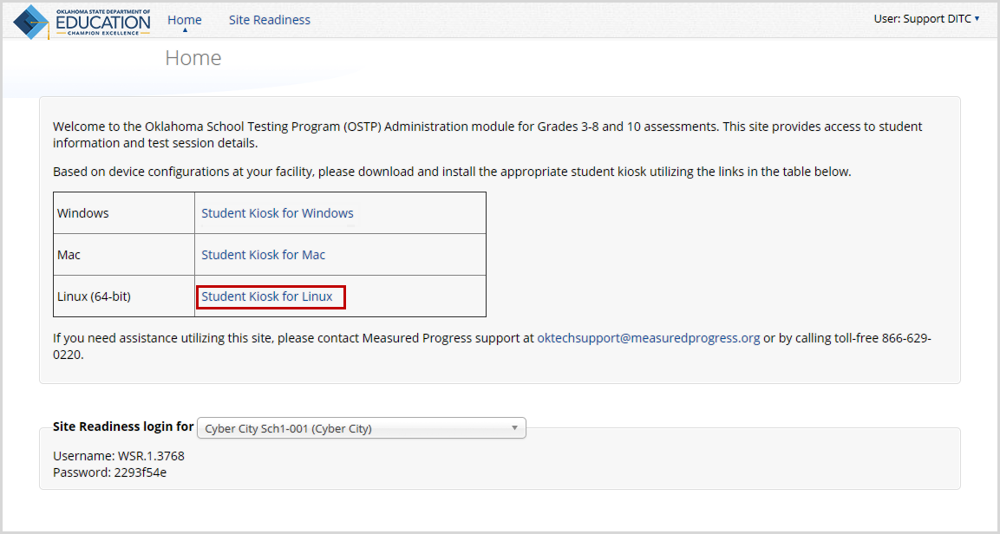 OKLAHOMA STATE DEPARTMENT OF
EDUCATION
CHAMPION EXCELLENCE
Home
Site Readiness
User: Support DITC
Home
Welcome to the Oklahoma School Testing Program (OSTP) Administration module for Grades 3-8 and 10 assessments. This site provides access to student
information and test session details.
Based on device configurations at your facility, please download and install the appropriate student kiosk utilizing the links in the table below.
Windows
Student Kiosk for Windows
Mac
Student Kiosk for Mac
Linux (64-bit)
Student Kiosk for Linux
If you need assistance utilizing this site, please contact Measured Progress support at oktechsupport@measuredprogress.org or by calling toll-free 866-629-
0220.
Site Readiness login for Cyber City Sch1-001 (Cyber City)
Username: WSR.1.3768
Password: 2293f54e